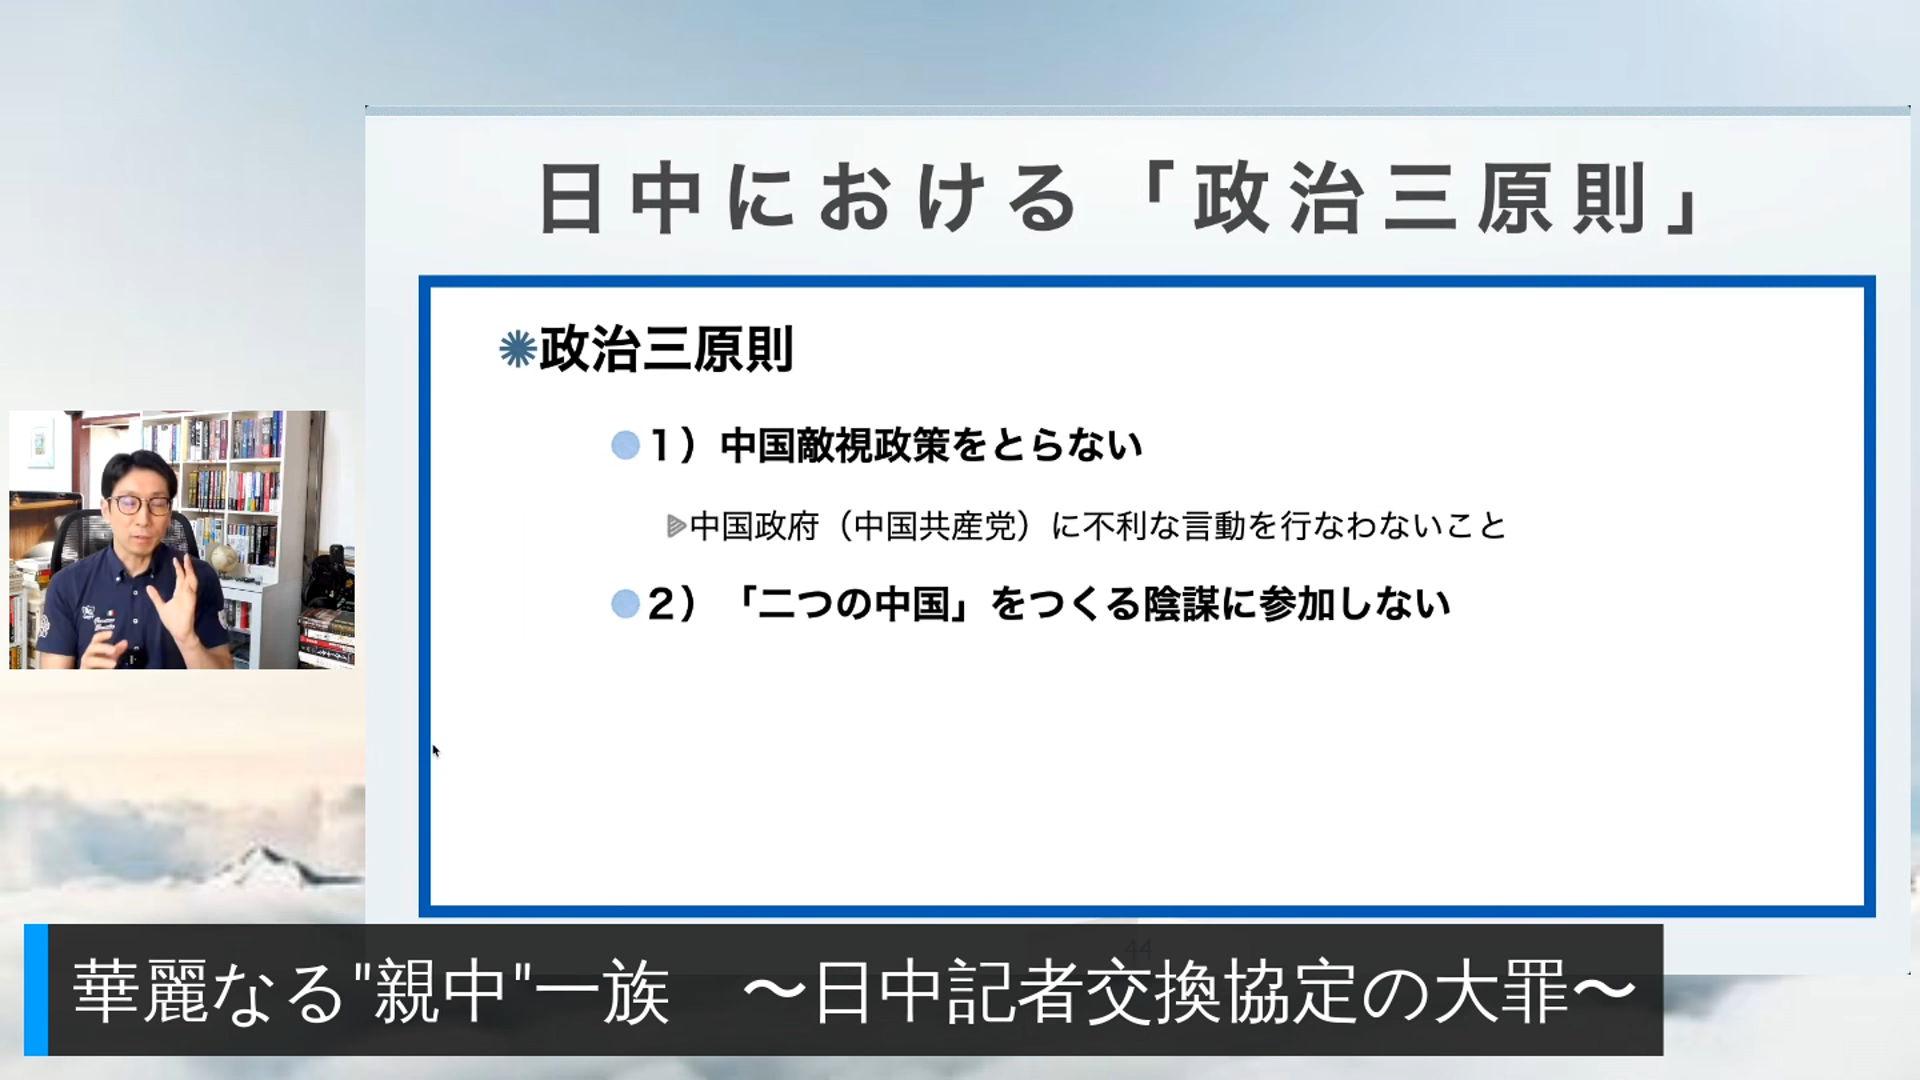 日中における「政治三原則」
政治三原則
1）中国敵視政策をとらない
中国政府（中国共産党）に不利な言動を行なわないこと
2）「二つの中国」をつくる陰謀に参加しない
44
華麗なる"親中"一族　〜日中記者交換協定の大罪〜